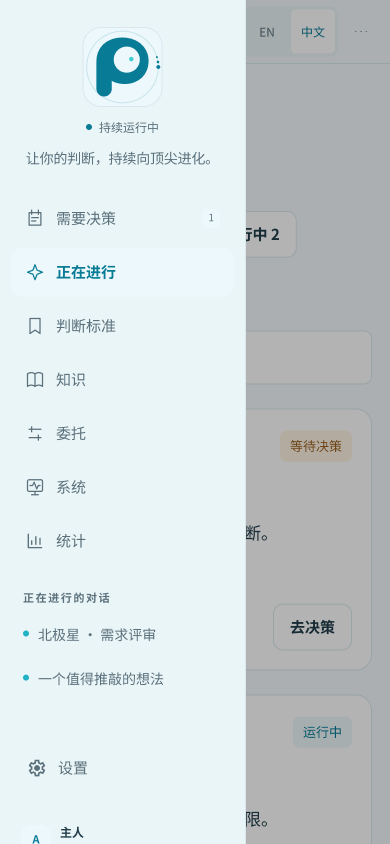 EN
中文
持续运行中
让你的判断，持续向顶尖进化。
需要决策
1
行中 2
正在进行
判断标准
知识
等待决策
委托
系统
断。
统计
正在进行的对话
去决策
北极星 · 需求评审
一个值得推敲的想法
运行中
设置
限。
A
主人